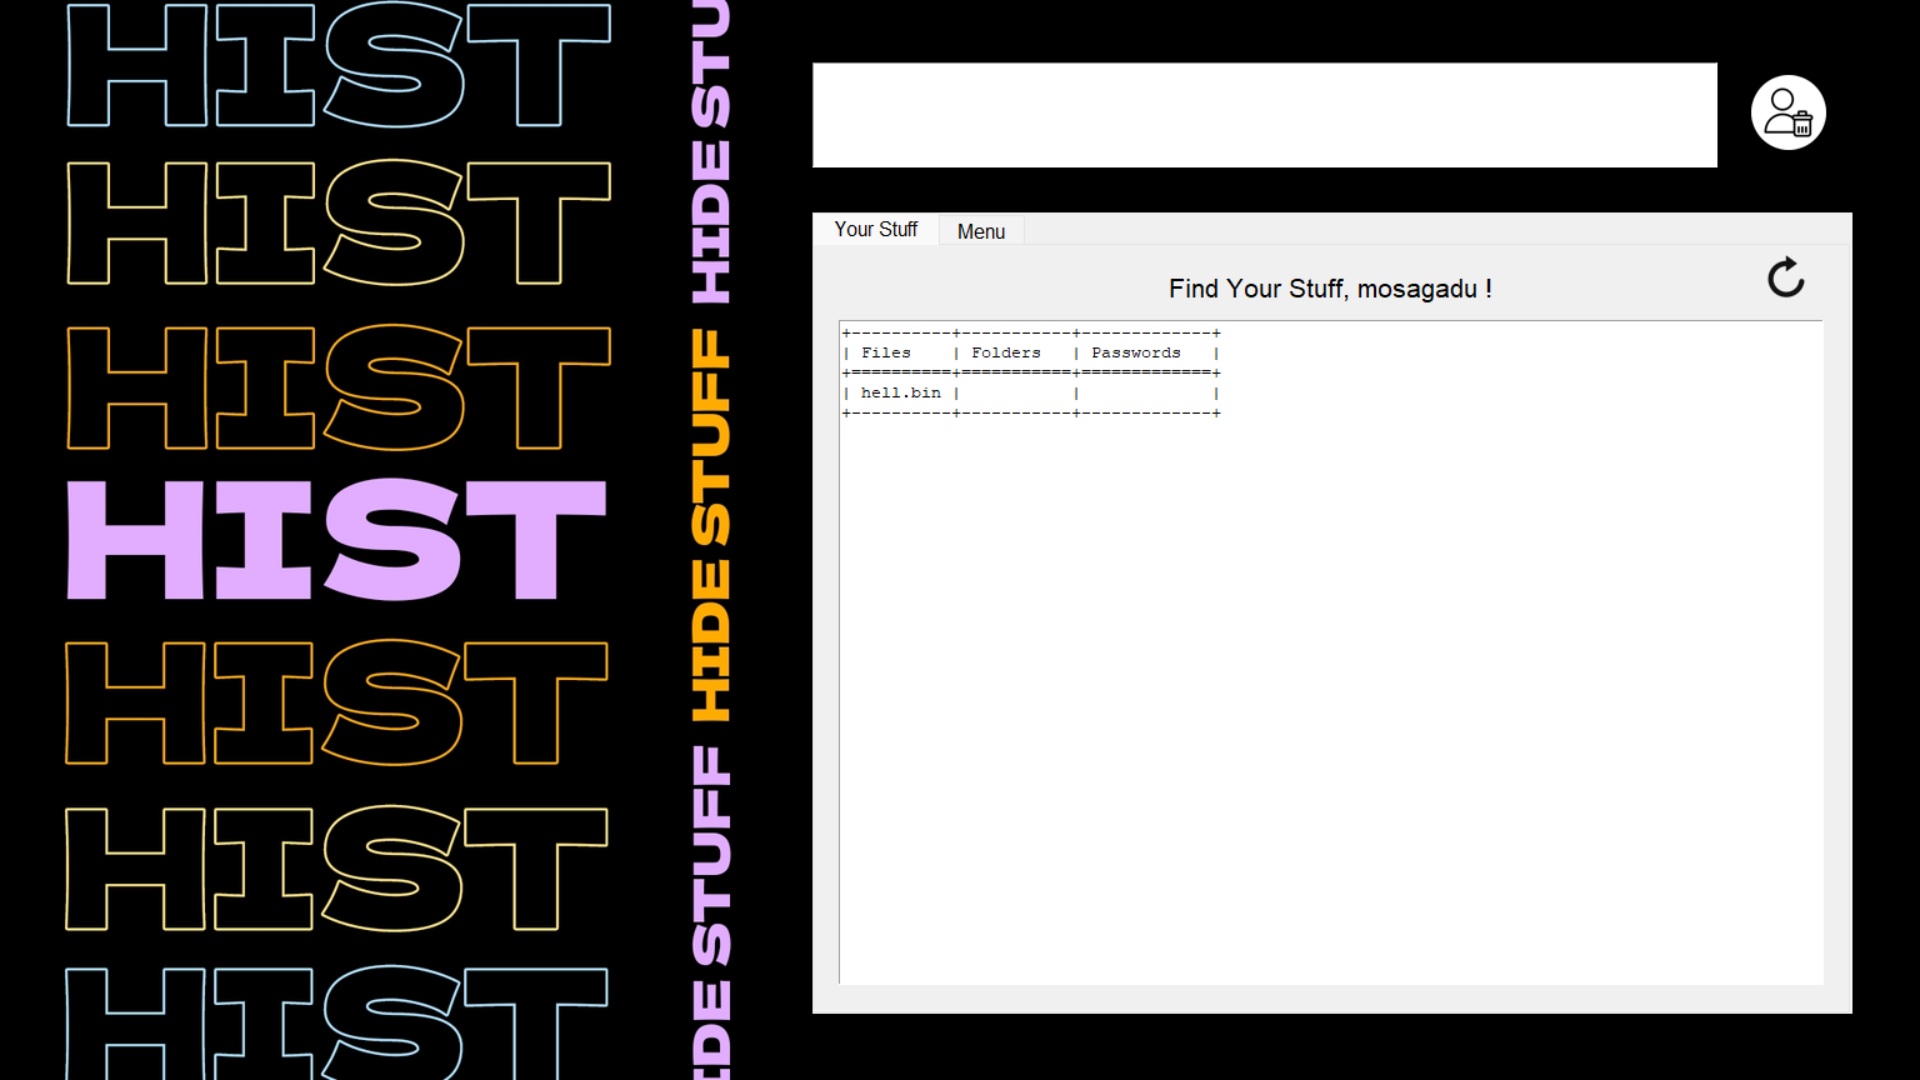 HIST
HIST
HIST
HIST
HIST
HIST
HIST
HIDE STU
HIDE STUFF
IDE STUFF
Your Stuff
Menu
Find Your Stuff, mosagadu !
+----------+-----------+-------------+
| Files    | Folders   | Passwords   |
+==========+===========+=============+
| hell.bin |           |             |
+----------+-----------+-------------+